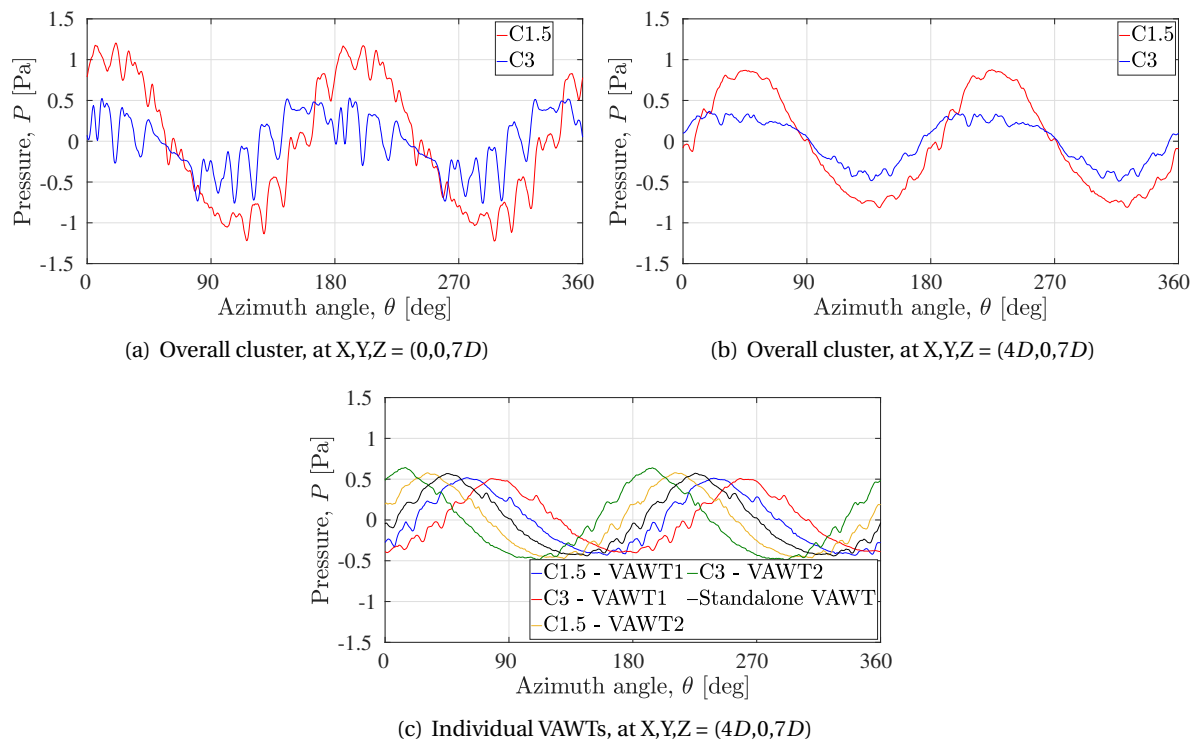 1.5
1
0.5
0
-0.5
-1
-1.5
Pressure, P [Pa]
C1.5
C3
0 90 180 270 360
Azimuth angle, θ [deg]
(a) Overall cluster, at X,Y,Z = (0,0,7D)
1.5
1
0.5
0
-0.5
-1
-1.5
Pressure, P [Pa]
C1.5
C3
0 90 180 270 360
Azimuth angle, θ [deg]
(b) Overall cluster, at X,Y,Z = (4D,0,7D)
1.5
1
0.5
0
-0.5
-1
-1.5
Pressure, P [Pa]
C1.5 - VAWT1 C3 - VAWT2
C3 - VAWT1 Standalone VAWT
C1.5 - VAWT2
0 90 180 270 360
Azimuth angle, θ [deg]
(c) Individual VAWTs, at X,Y,Z = (4D,0,7D)